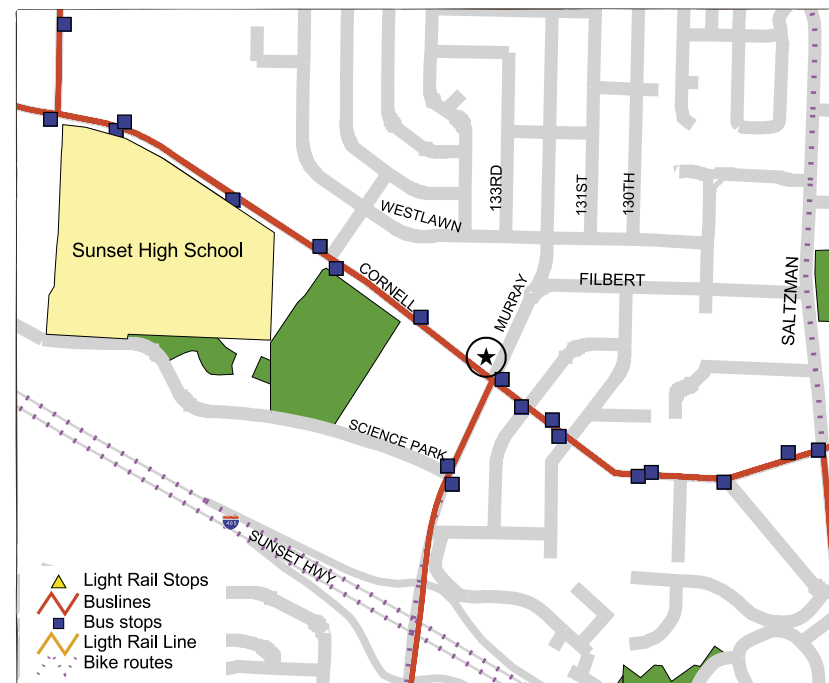 133RD
131ST
130TH
WESTLAWN
Sunset High School
CORNELL
MURRAY
FILBERT
SALTZMAN
SCIENCE PARK
405
SUNSET HWY
Light Rail Stops
Buslines
Bus stops
Ligth Rail Line
Bike routes